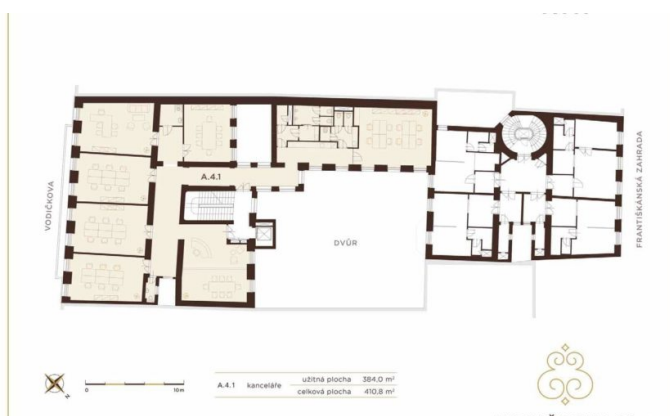 A.4.1
VODIČKOVA
DVŮR
FRANTIŠKÁNSKÁ ZAHRADA
N
0 10m
A.4.1 kanceláře
užitná plocha 384,0 m²
celková plocha 410,8 m²